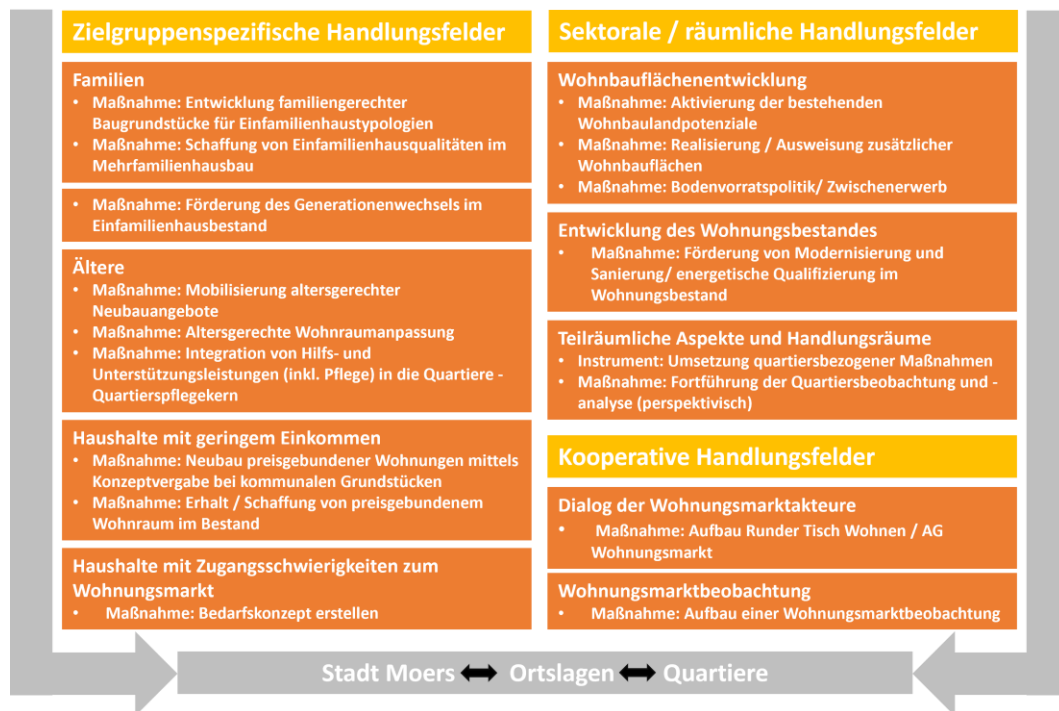 Zielgruppenspezifische Handlungsfelder
Familien
• Maßnahme: Entwicklung familiengerechter
Baugrundstücke für Einfamilienhaustypologien
• Maßnahme: Schaffung von Einfamilienhausqualitäten im
Mehrfamilienhausbau
• Maßnahme: Förderung des Generationenwechsels im
Einfamilienhausbestand
Ältere
• Maßnahme: Mobilisierung altersgerechter
Neubauangebote
• Maßnahme: Altersgerechte Wohnraumanpassung
• Maßnahme: Integration von Hilfs- und
Unterstützungsleistungen (inkl. Pflege) in die Quartiere -
Quartierspflegekern
Haushalte mit geringem Einkommen
• Maßnahme: Neubau preisgebundener Wohnungen mittels
Konzeptvergabe bei kommunalen Grundstücken
• Maßnahme: Erhalt / Schaffung von preisgebundenem
Wohnraum im Bestand
Haushalte mit Zugangsschwierigkeiten zum
Wohnungsmarkt
• Maßnahme: Bedarfskonzept erstellen
Sektorale / räumliche Handlungsfelder
Wohnbauflächenentwicklung
• Maßnahme: Aktivierung der bestehenden
Wohnbaulandpotenziale
• Maßnahme: Realisierung / Ausweisung zusätzlicher
Wohnbauflächen
• Maßnahme: Bodenvorratspolitik/ Zwischenerwerb
Entwicklung des Wohnungsbestandes
• Maßnahme: Förderung von Modernisierung und
Sanierung/ energetische Qualifizierung im
Wohnungsbestand
Teilräumliche Aspekte und Handlungsräume
• Instrument: Umsetzung quartiersbezogener Maßnahmen
• Maßnahme: Fortführung der Quartiersbeobachtung und -
analyse (perspektivisch)
Kooperative Handlungsfelder
Dialog der Wohnungsmarktakteure
• Maßnahme: Aufbau Runder Tisch Wohnen / AG
Wohnungsmarkt
Wohnungsmarktbeobachtung
• Maßnahme: Aufbau einer Wohnungsmarktbeobachtung
Stadt Moers ⬌ Ortslagen ⬌ Quartiere